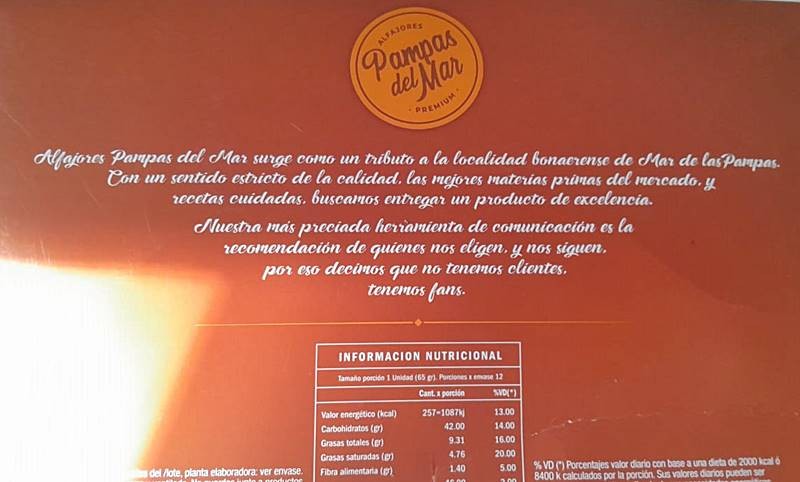 ALFAJORES
Pampas
del Mar
· PREMIUM ·
Alfajores Pampas del Mar surge como un tributo a la localidad bonaerense de Mar de las Pampas.
Con un sentido estricto de la calidad, las mejores materias primas del mercado, y
recetas cuidadas, buscamos entregar un producto de excelencia.
Nuestra más preciada herramienta de comunicación es la
recomendación de quienes nos eligen, y nos siguen,
por eso decimos que no tenemos clientes,
tenemos fans.
INFORMACION NUTRICIONAL
Tamaño porción 1 Unidad (65 gr). Porciones x envase 12
Cant. x porción %VD(*)
Valor energético (kcal) 257=1087kj 13.00
Carbohidratos (gr) 42.00 14.00
Grasas totales (gr) 9.31 16.00
Grasas saturadas (gr) 4.76 20.00
Fibra alimentaria (gr) 1.40 5.00
del /lote, planta elaboradora: ver envase.
% VD (*) Porcentajes valor diario con base a una dieta de 2000 kcal ó
8400 k calculados por la porción. Sus valores diarios pueden ser